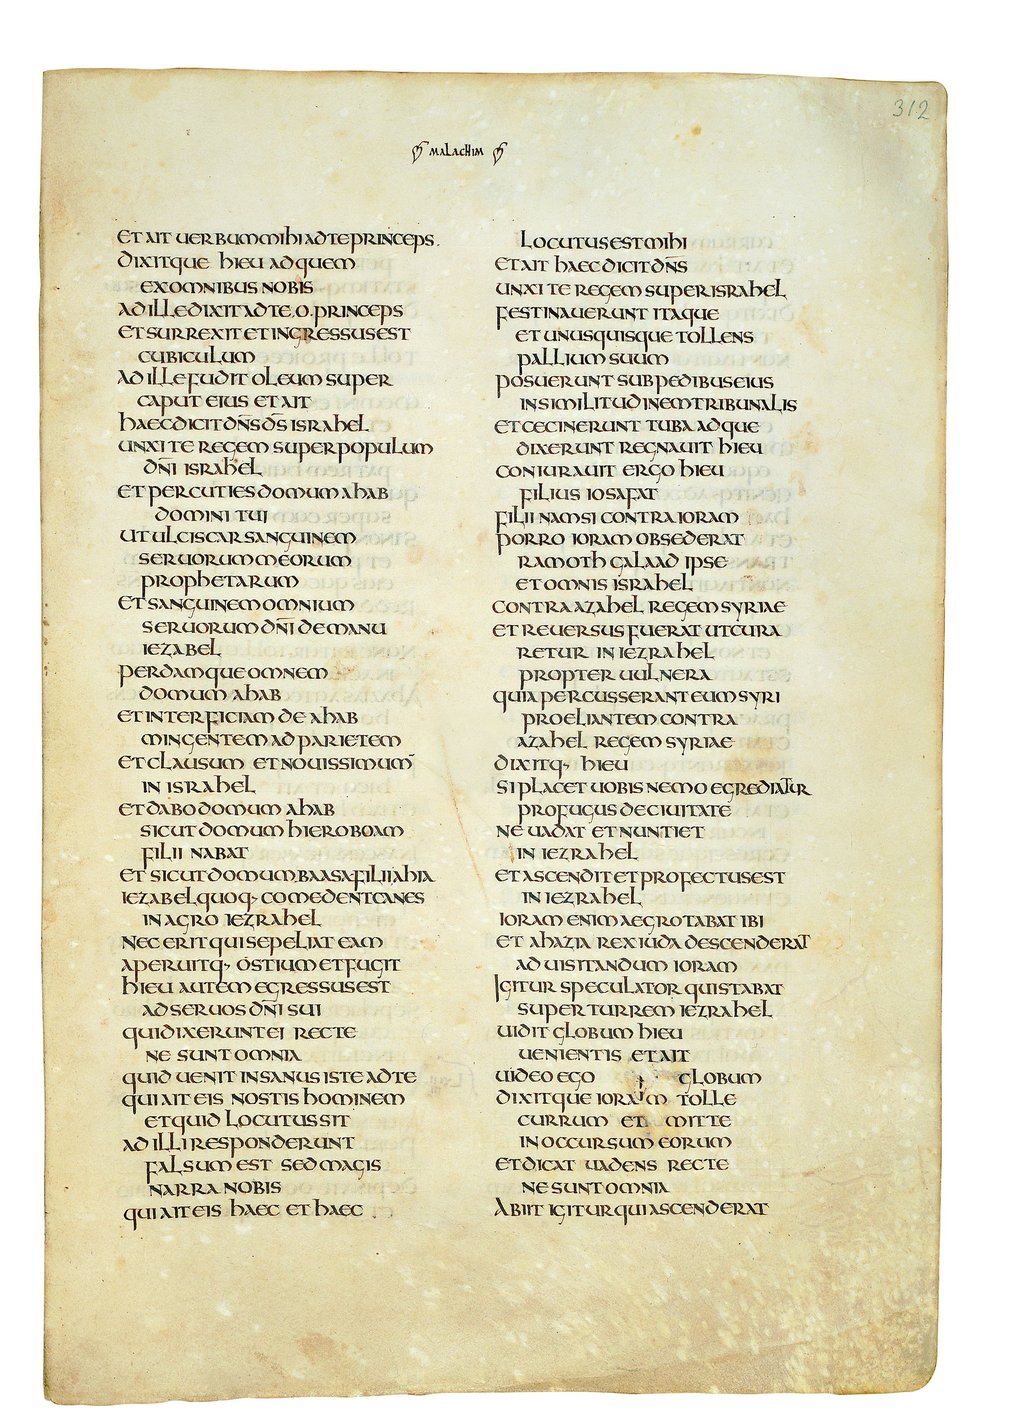 312
MALACHIM
ET AIT UERBUM MIHI AD TE PRINCEPS.
DIXITQUE HIEU AD QUEM
EX OMNIBUS NOBIS
AD ILLE DIXIT AD TE. O. PRINCEPS
ET SURREXIT ET INGRESSUS EST
CUBICULUM
AD ILLE FUDIT OLEUM SUPER
CAPUT EIUS ET AIT
HAEC DICIT DN̄S D̄S ISRAHEL
UNXI TE REGEM SUPER POPULUM
DN̄I ISRAHEL
ET PERCUTIES DOMUM AHAB
DOMINI TUI
UT ULCISCAR SANGUINEM
SERUORUM MEORUM
PROPHETARUM
ET SANGUINEM OMNIUM
SERUORUM DN̄I DE MANU
IEZABEL
PERDAMQUE OMNEM
DOMUM AHAB
ET INTERFICIAM DE AHAB
MINGENTEM AD PARIETEM
ET CLAUSUM ET NOUISSIMUM
IN ISRAHEL
ET DABO DOMUM AHAB
SICUT DOMUM HIEROBOAM
FILII NABAT
ET SICUT DOMUM BAASA FILII AHIA
IEZABEL QUOQ· COMEDENT CANES
IN AGRO IEZRAHEL
NEC ERIT QUI SEPELIAT EAM
APERUITQ· OSTIUM ET FUGIT
HIEU AUTEM EGRESSUS EST
AD SERUOS DN̄I SUI
QUI DIXERUNT EI RECTE
NE SUNT OMNIA
QUID UENIT INSANUS ISTE AD TE
QUI AIT EIS NOSTIS HOMINEM
ET QUID LOCUTUS SIT
AD ILLI RESPONDERUNT
FALSUM EST SED MAGIS
NARRA NOBIS
QUI AIT EIS HAEC ET HAEC
LOCUTUS EST MIHI
ET AIT HAEC DICIT DN̄S
UNXI TE REGEM SUPER ISRAHEL
FESTINAUERUNT ITAQUE
ET UNUSQUISQUE TOLLENS
PALLIUM SUUM
POSUERUNT SUB PEDIBUS EIUS
IN SIMILITUDINEM TRIBUNALIS
ET CECINERUNT TUBA ADQUE
DIXERUNT REGNAUIT HIEU
CONIURAUIT ERGO HIEU
FILIUS IOSAFAT
FILII NAMSI CONTRA IORAM
PORRO IORAM OBSEDERAT
RAMOTH GALAAD IPSE
ET OMNIS ISRAHEL
CONTRA AZAHEL REGEM SYRIAE
ET REUERSUS FUERAT UT CURA
RETUR IN IEZRAHEL
PROPTER UULNERA
QUIA PERCUSSERANT EUM SYRI
PROELIANTEM CONTRA
AZAHEL REGEM SYRIAE
DIXITQ· HIEU
SI PLACET UOBIS NEMO EGREDIATUR
PROFUGUS DE CIUITATE
NE UADAT ET NUNTIET
IN IEZRAHEL
ET ASCENDIT ET PROFECTUS EST
IN IEZRAHEL
IORAM ENIM AEGROTABAT IBI
ET AHAZIA REX IUDA DESCENDERAT
AD UISITANDUM IORAM
IGITUR SPECULATOR QUI STABAT
SUPER TURREM IEZRAHEL
UIDIT GLOBUM HIEU
UENIENTIS ET AIT
UIDEO EGO GLOBUM
DIXITQUE IORAM TOLLE
CURRUM ET MITTE
IN OCCURSUM EORUM
ET DICAT UADENS RECTE
NE SUNT OMNIA
ABIIT IGITUR QUI ASCENDERAT